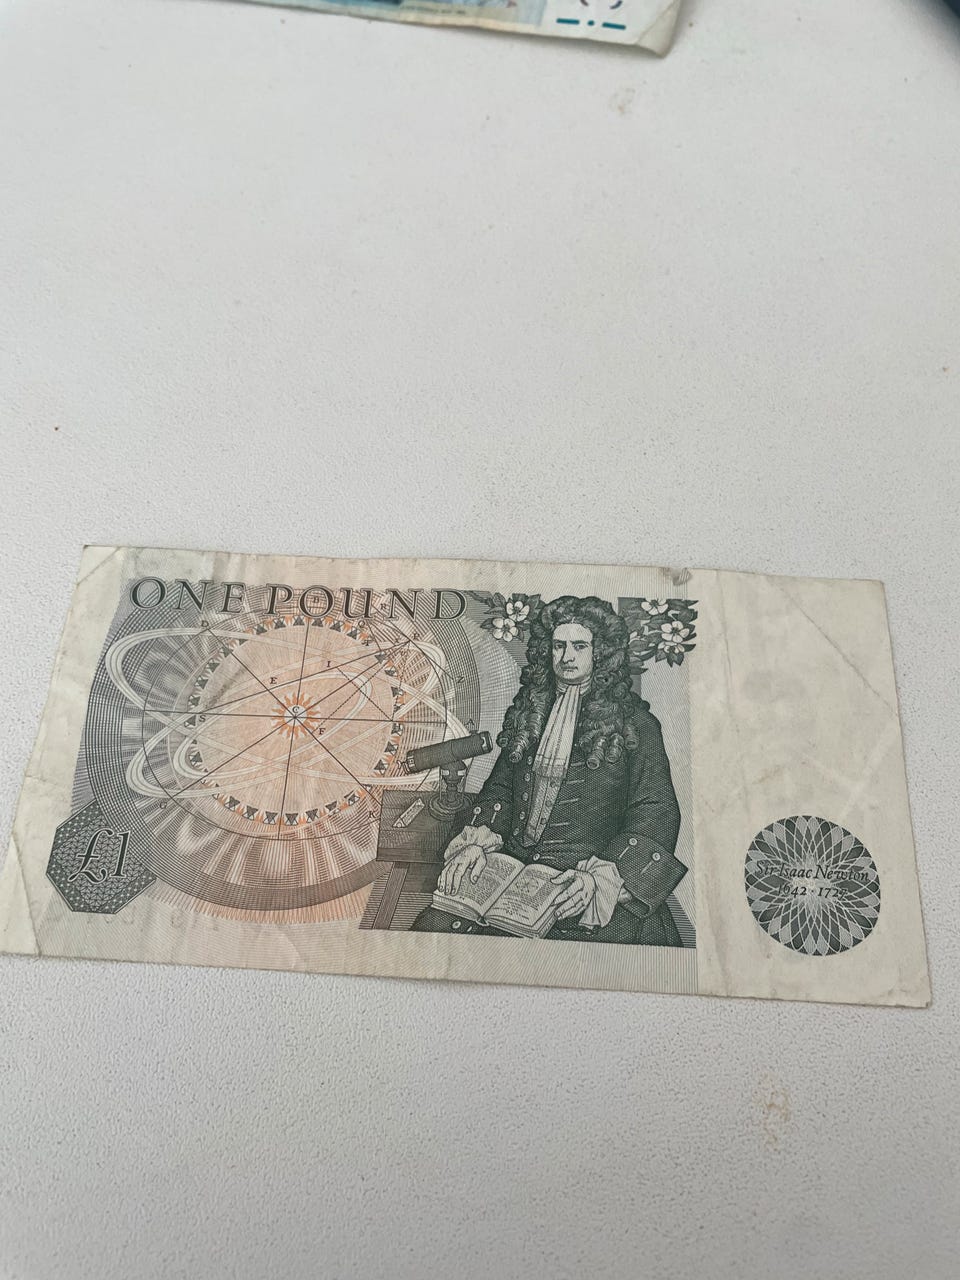 ONE POUND
£1
Sir Isaac Newton
1642 · 1727